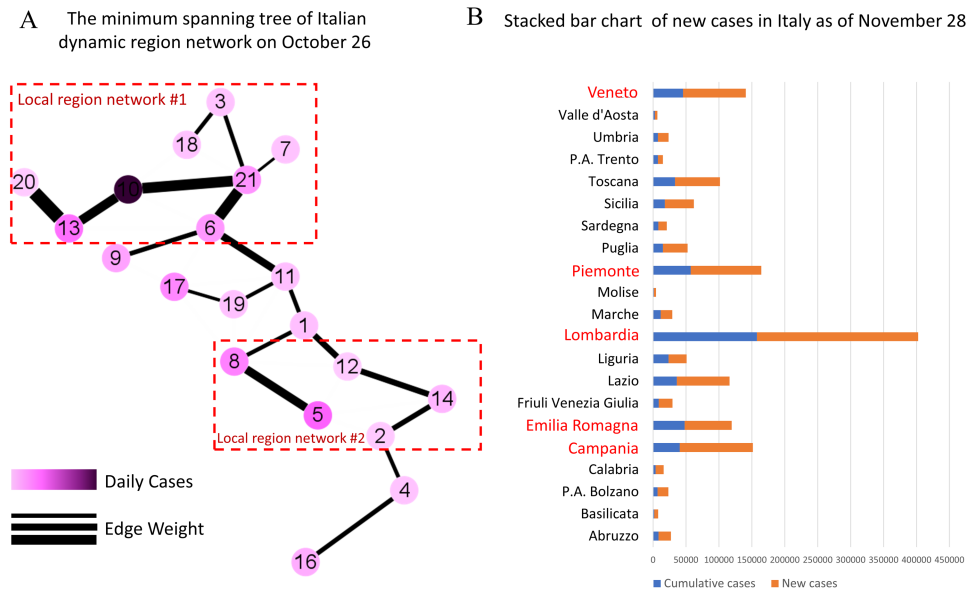 A
The minimum spanning tree of Italian
dynamic region network on October 26
Local region network #1
3
18
7
20
10
21
13
6
9
11
17
19
1
8
12
14
5
2
Local region network #2
4
16
Daily Cases
Edge Weight
B
Stacked bar chart of new cases in Italy as of November 28
Veneto
Valle d'Aosta
Umbria
P.A. Trento
Toscana
Sicilia
Sardegna
Puglia
Piemonte
Molise
Marche
Lombardia
Liguria
Lazio
Friuli Venezia Giulia
Emilia Romagna
Campania
Calabria
P.A. Bolzano
Basilicata
Abruzzo
0 50000 100000 150000 200000 250000 300000 350000 400000 450000
Cumulative cases New cases